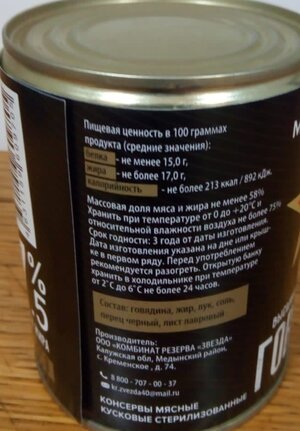 Пищевая ценность в 100 граммах
продукта (средние значения):
белка - не менее 15,0 г,
жира - не более 17,0 г,
калорийность - не более 213 ккал / 892 кДж.
Массовая доля мяса и жира не менее 58%
Хранить при температуре от 0 до +20°С и
относительной влажности воздуха не более 75%
Срок годности: 3 года от даты изготовления.
Дата изготовления указана на дне или крыш-
ке в первом ряду. Перед употреблением
рекомендуется разогреть. Открытую банку
хранить в холодильнике при температуре
от 2˚С до 6˚С не более 24 часов.
Состав: говядина, жир, лук, соль,
перец черный, лист лавровый
Производитель:
ООО «КОМБИНАТ РЕЗЕРВА «ЗВЕЗДА»
Калужская обл, Медынский район,
с. Кременское , д. 74.
8 800 - 707 - 00 - 37
kr.zvezda40@mail.ru
КОНСЕРВЫ МЯСНЫЕ
КУСКОВЫЕ СТЕРИЛИЗОВАННЫЕ